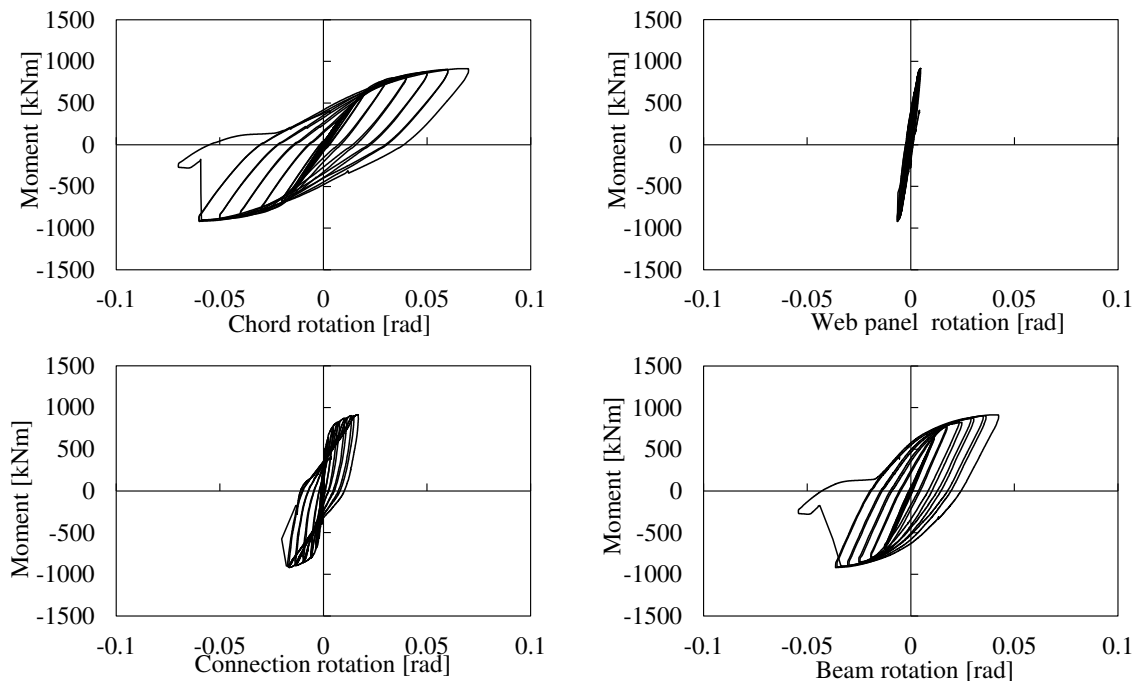 1500
1000
500
0
-500
-1000
-1500
-0.1 -0.05 0 0.05 0.1
Moment [kNm]
Chord rotation [rad]
1500
1000
500
0
-500
-1000
-1500
-0.1 -0.05 0 0.05 0.1
Moment [kNm]
Web panel rotation [rad]
1500
1000
500
0
-500
-1000
-1500
-0.1 -0.05 0 0.05 0.1
Moment [kNm]
Connection rotation [rad]
1500
1000
500
0
-500
-1000
-1500
-0.1 -0.05 0 0.05 0.1
Moment [kNm]
Beam rotation [rad]